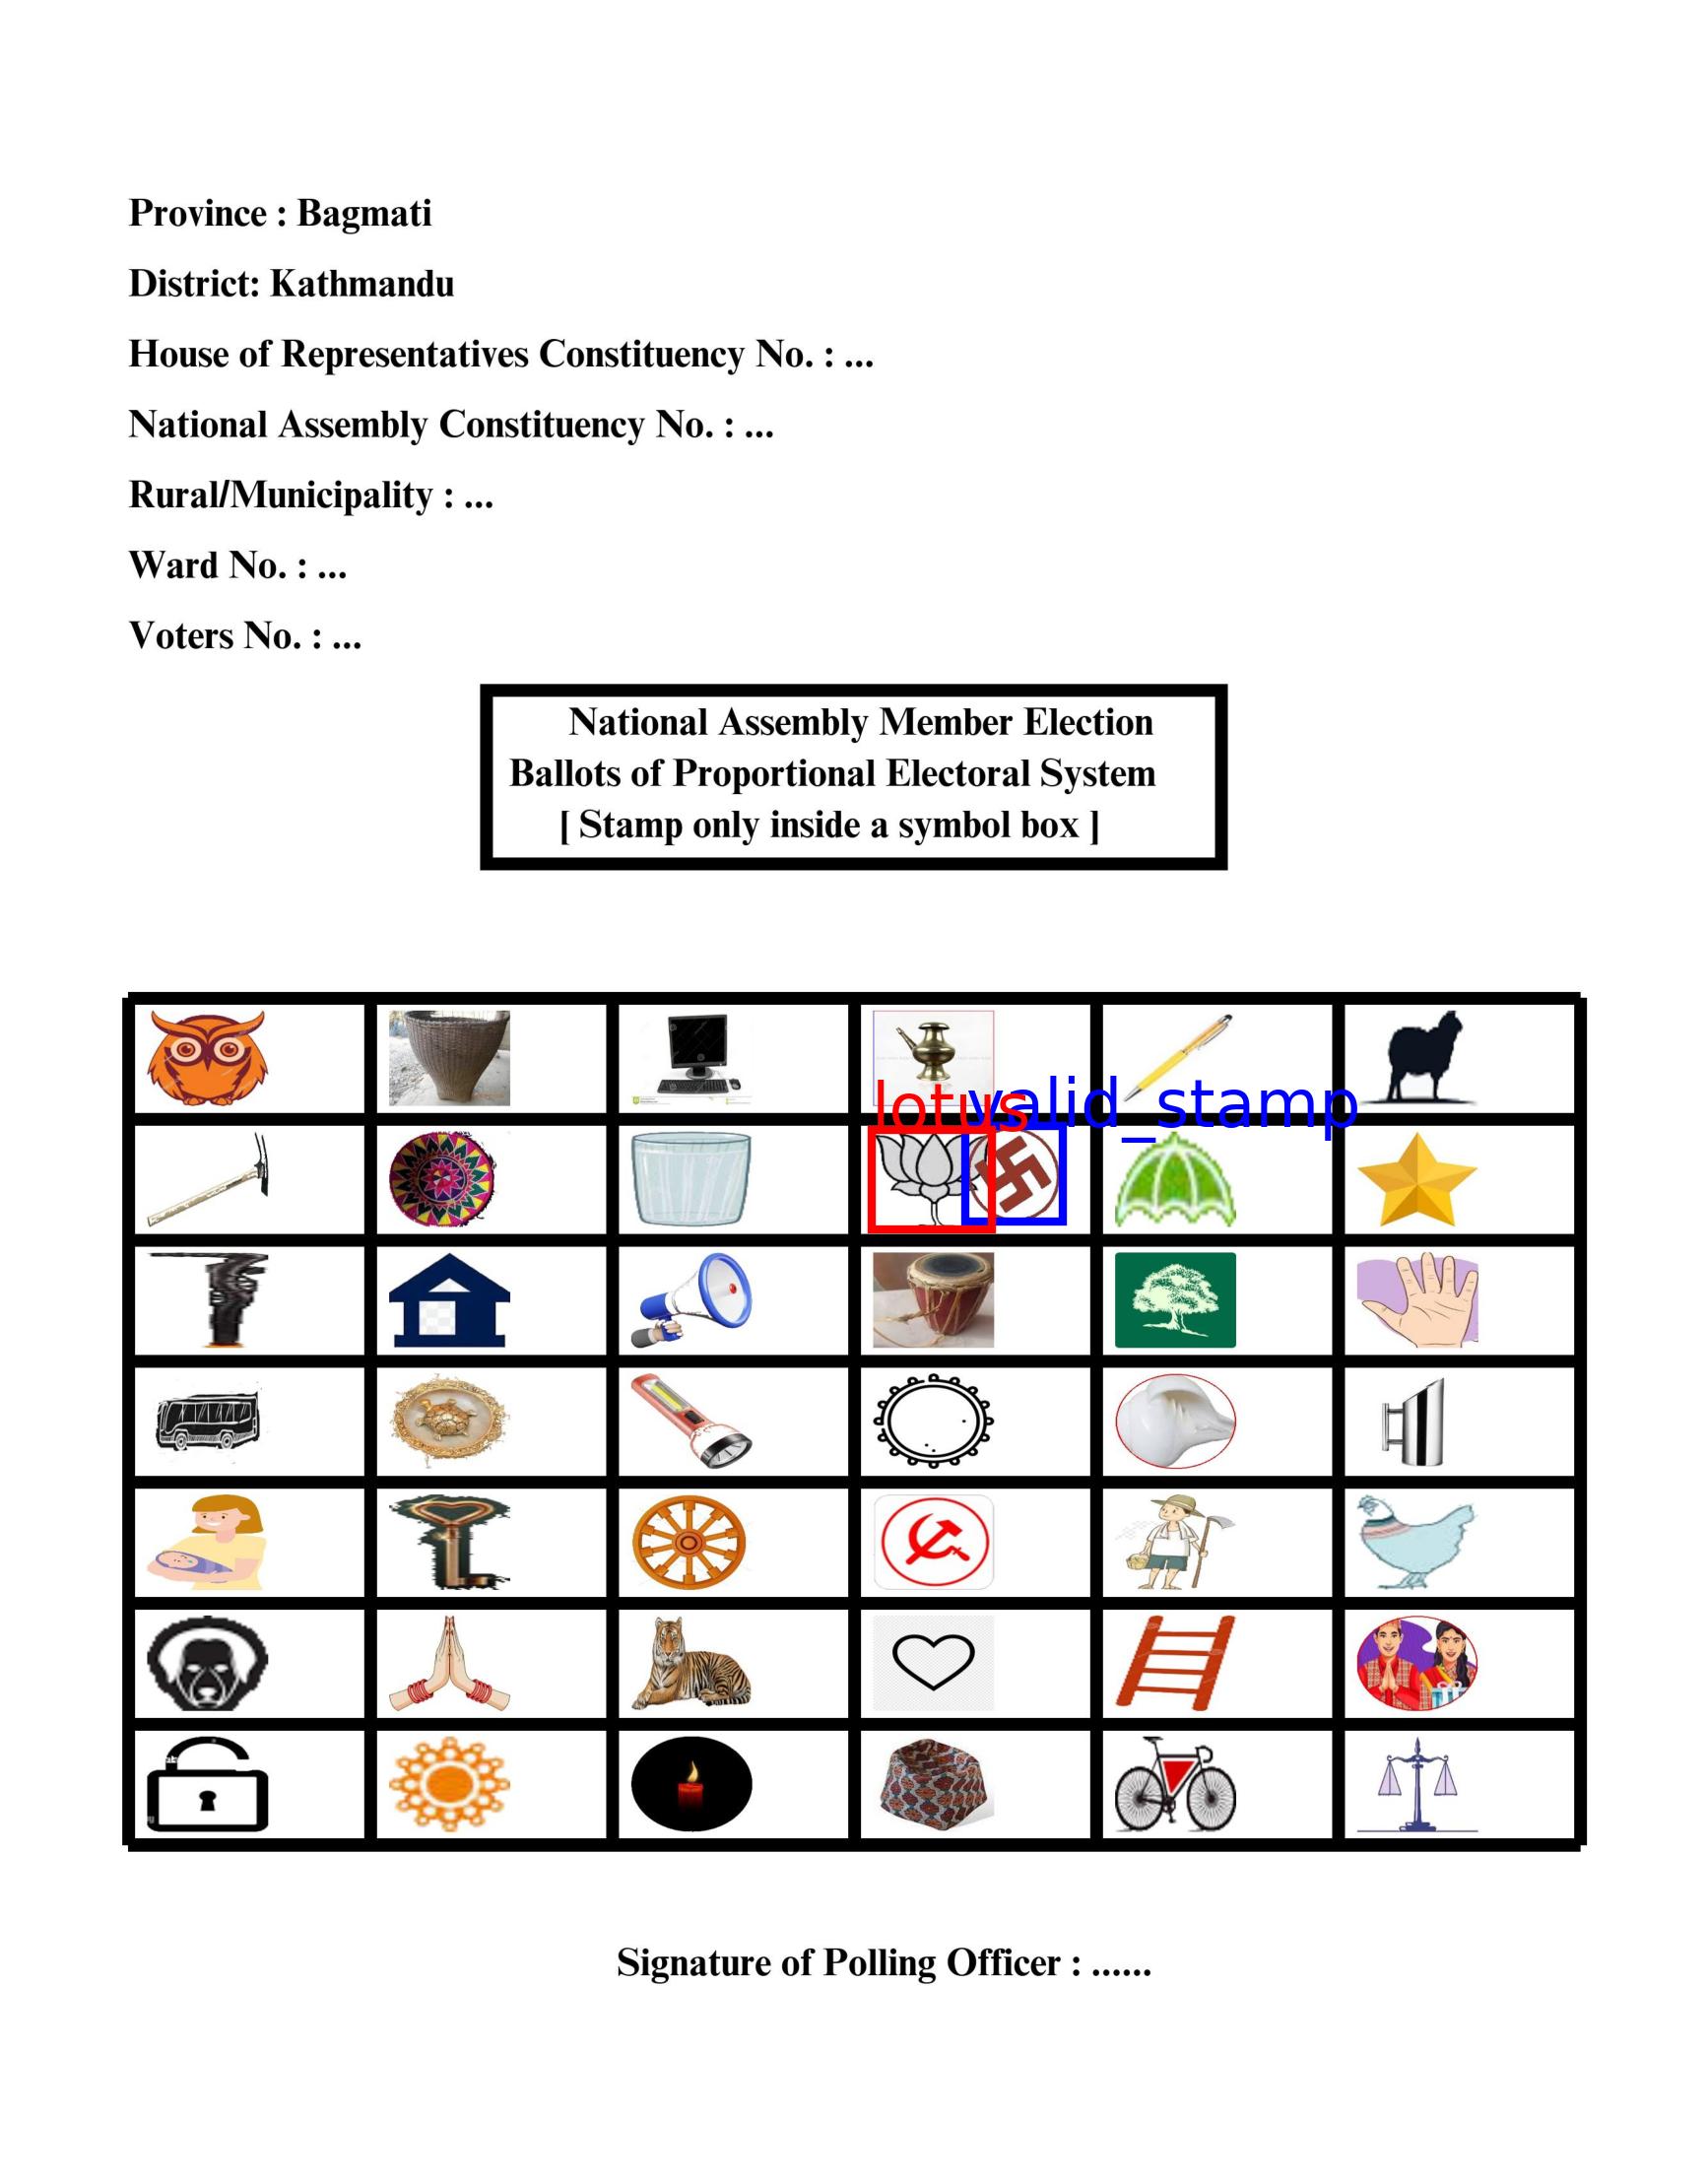 Province : Bagmati
District: Kathmandu
House of Representatives Constituency No. : ...
National Assembly Constituency No. : ...
Rural/Municipality : ...
Ward No. : ...
Voters No. : ...
National Assembly Member Election
Ballots of Proportional Electoral System
[ Stamp only inside a symbol box ]
lotus
valid_stamp
Signature of Polling Officer : ......